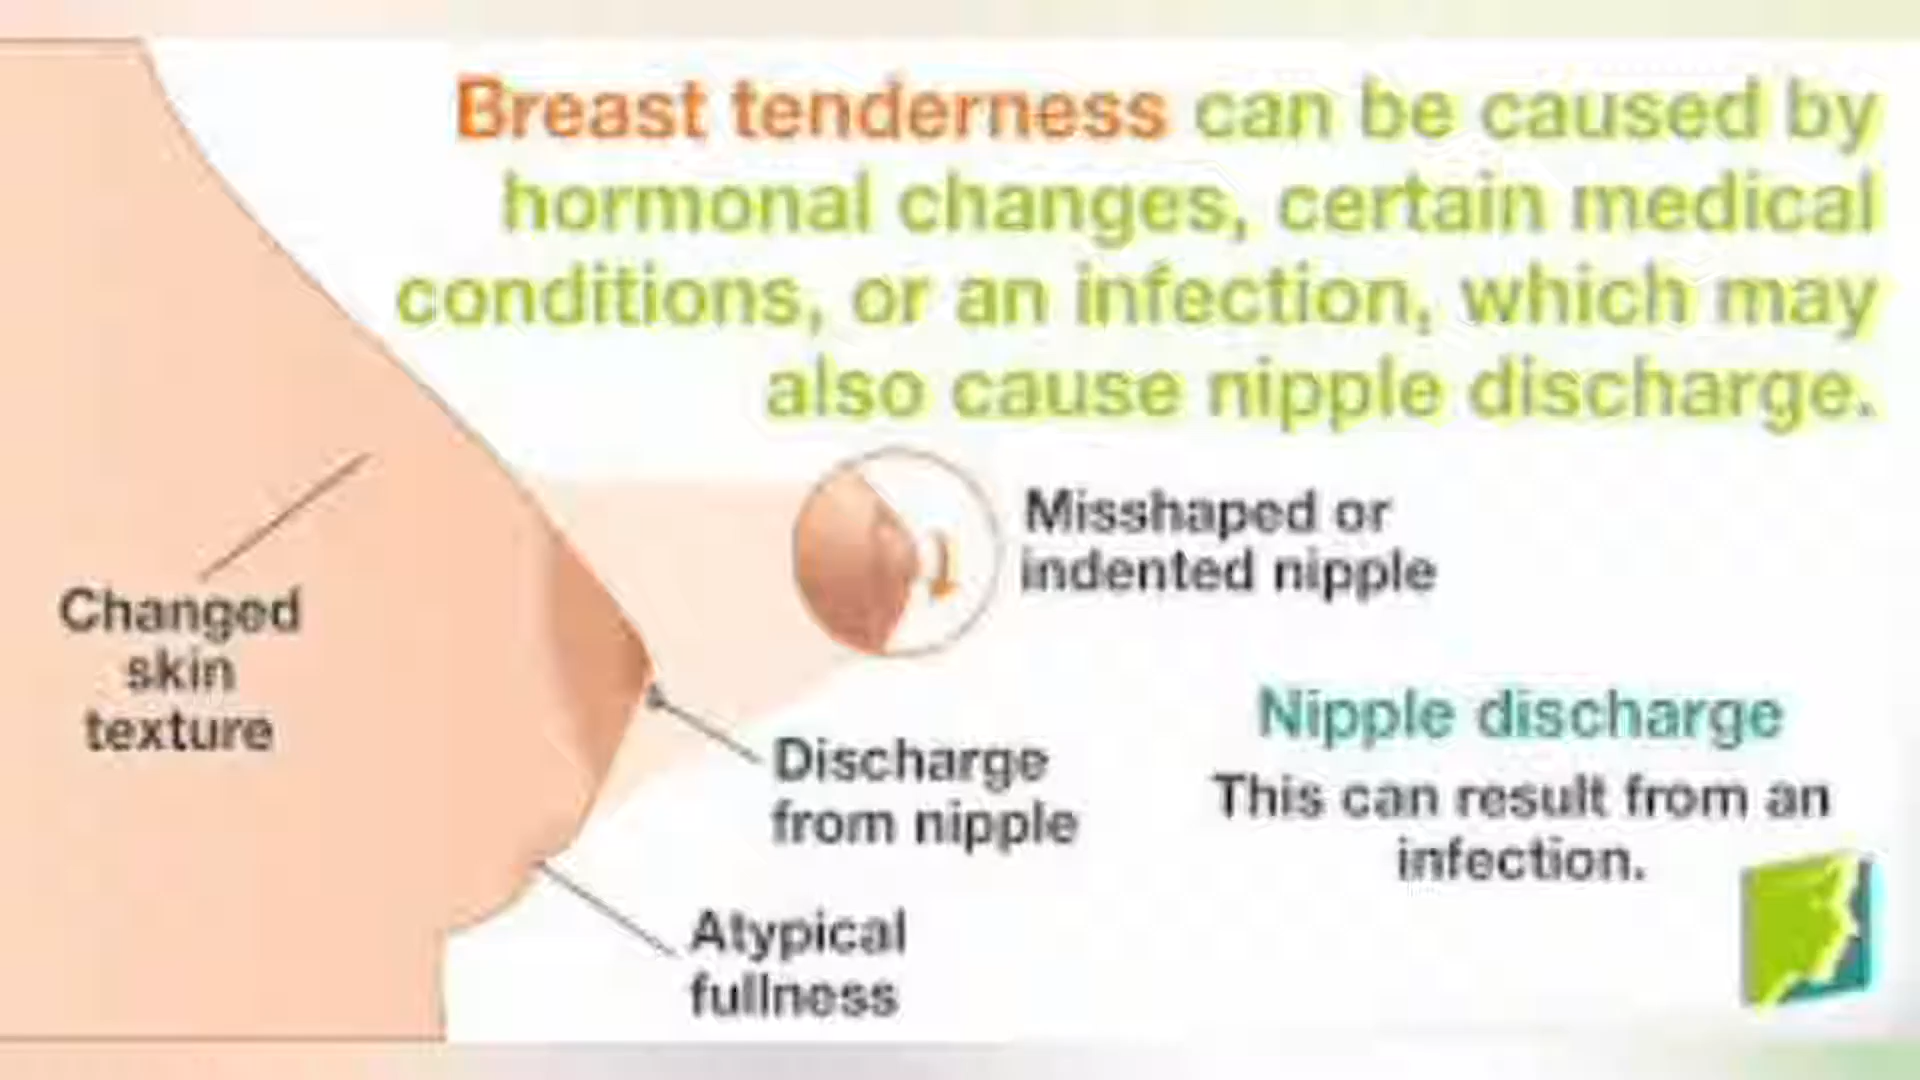 Breast tenderness can be caused by
hormonal changes, certain medical
conditions, or an infection, which may
also cause nipple discharge.
Misshaped or
indented nipple
Changed
skin
texture
Discharge
from nipple
Nipple discharge
This can result from an
infection.
Atypical
fullness